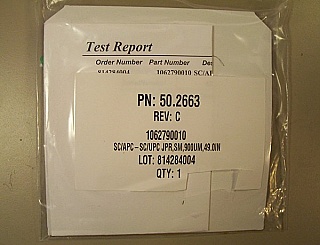 Test Report
Order Number Part Number Des
814284004 1062790010 SC/AP
PN: 50.2663
REV: C
1062790010
SC/APC - SC/UPC JPR,SM,900UM,49.0IN
LOT: 814284004
QTY: 1